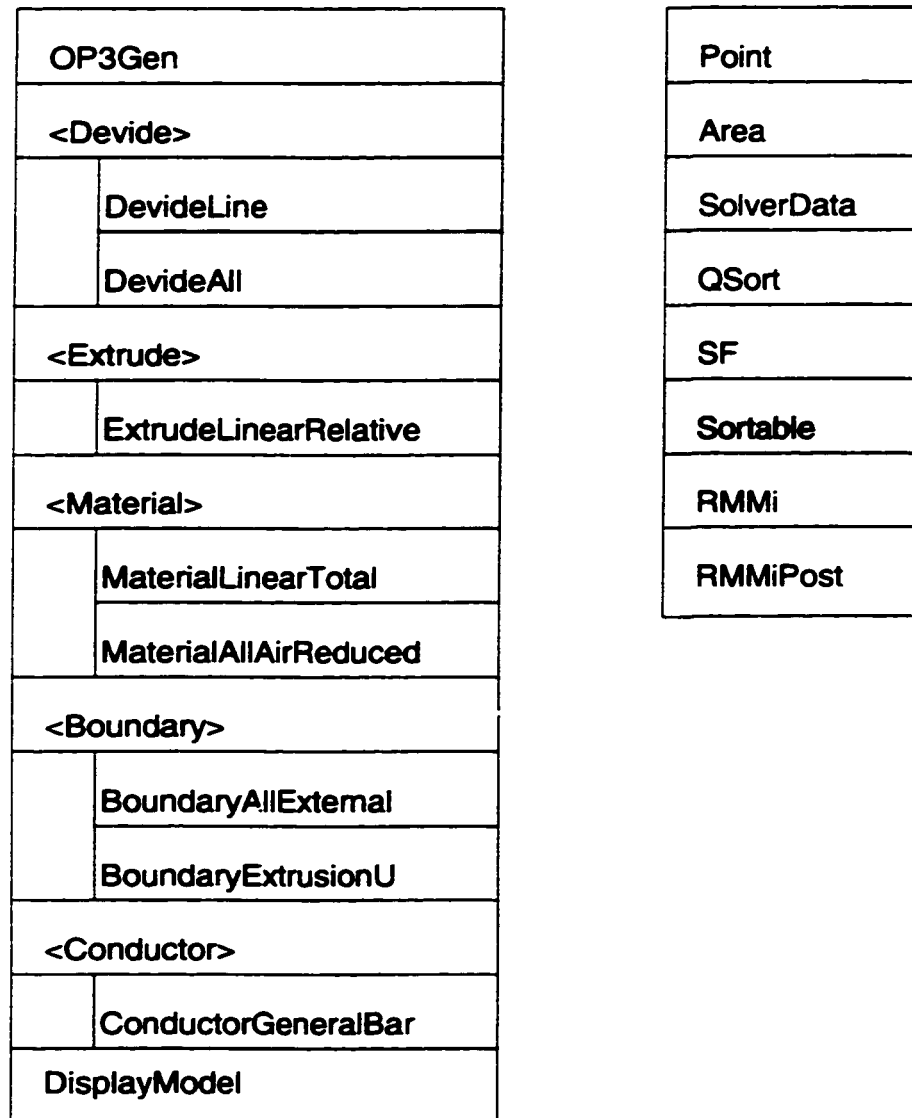 OP3Gen
<Devide>
DevideLine
DevideAll
<Extrude>
ExtrudeLinearRelative
<Material>
MaterialLinearTotal
MaterialAllAirReduced
<Boundary>
BoundaryAllExternal
BoundaryExtrusionU
<Conductor>
ConductorGeneralBar
DisplayModel
Point
Area
SolverData
QSort
SF
Sortable
RMMi
RMMiPost